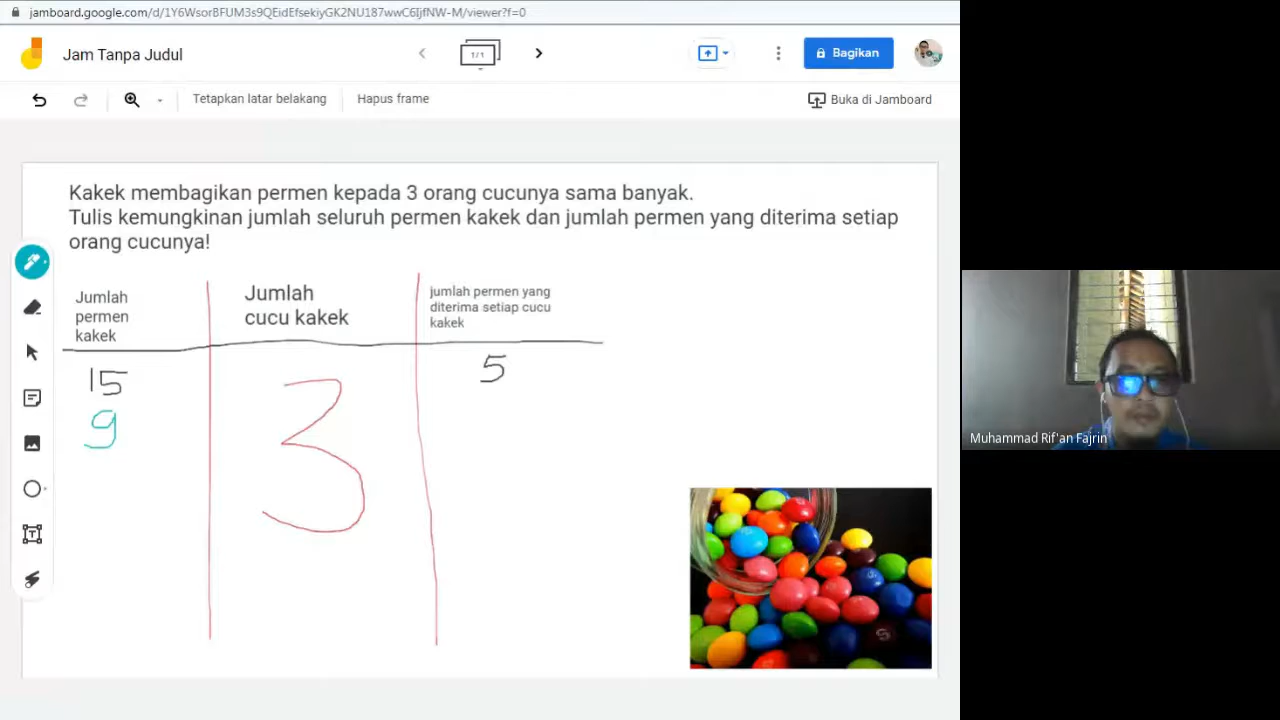 jamboard.google.com/d/1Y6WsorBFUM3s9QEidEfsekiyGK2NU187wwC6IjfNW-M/viewer?f=0
Jam Tanpa Judul
1/1
Bagikan
Tetapkan latar belakang
Hapus frame
Buka di Jamboard
Kakek membagikan permen kepada 3 orang cucunya sama banyak.
Tulis kemungkinan jumlah seluruh permen kakek dan jumlah permen yang diterima setiap
orang cucunya!
Jumlah
permen
kakek
Jumlah
cucu kakek
jumlah permen yang
diterima setiap cucu
kakek
15
5
9
3
Muhammad Rif'an Fajrin